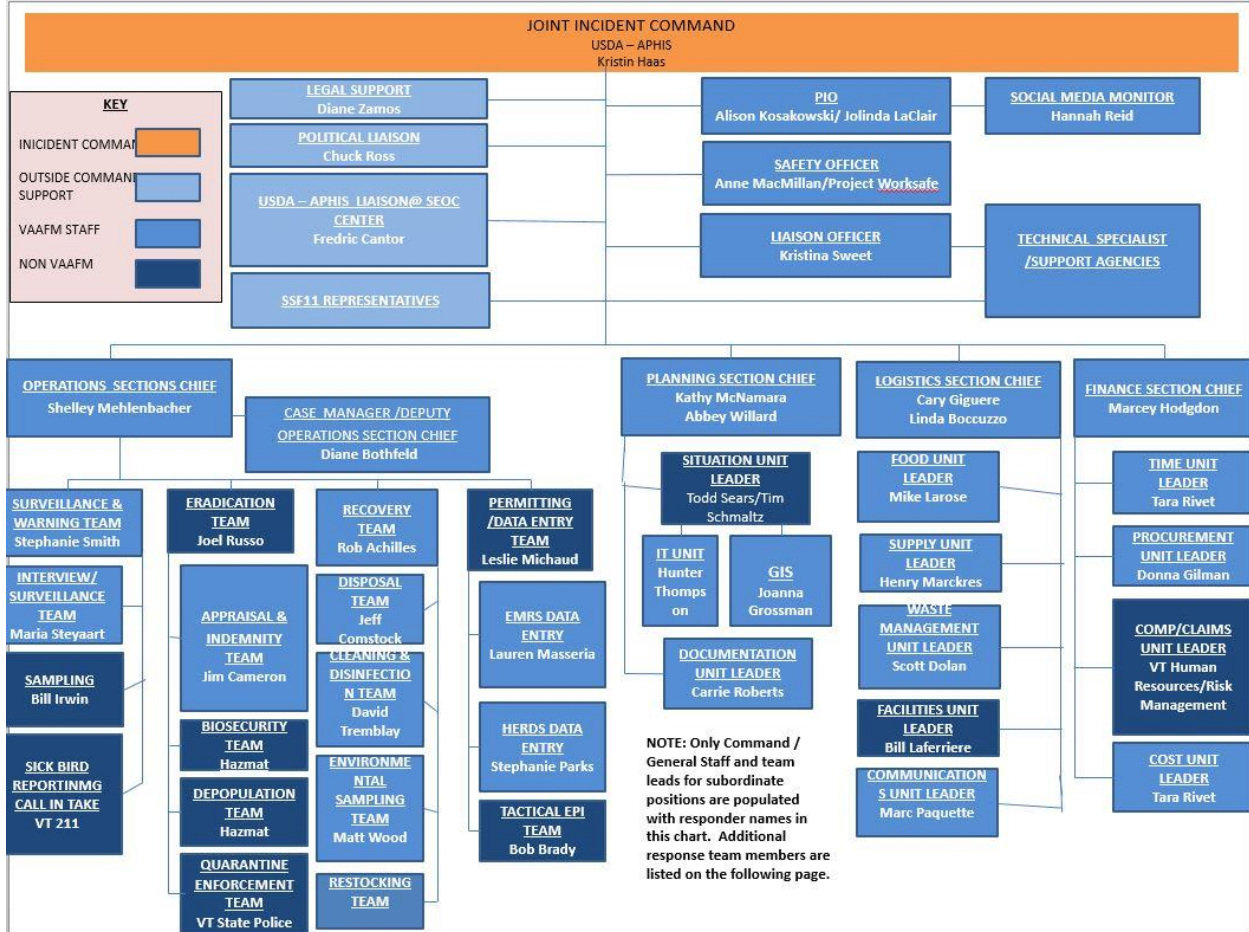 JOINT INCIDENT COMMAND
USDA – APHIS
Kristin Haas
KEY
INICIDENT COMMAN
OUTSIDE COMMAND
SUPPORT
VAAFM STAFF
NON VAAFM
LEGAL SUPPORT
Diane Zamos
POLITICAL LIAISON
Chuck Ross
USDA – APHIS LIAISON@ SEOC
CENTER
Fredric Cantor
SSF11 REPRESENTATIVES
PIO
Alison Kosakowski/ Jolinda LaClair
SOCIAL MEDIA MONITOR
Hannah Reid
SAFETY OFFICER
Anne MacMillan/Project Worksafe
LIAISON OFFICER
Kristina Sweet
TECHNICAL SPECIALIST
/SUPPORT AGENCIES
OPERATIONS SECTIONS CHIEF
Shelley Mehlenbacher
CASE MANAGER /DEPUTY
OPERATIONS SECTION CHIEF
Diane Bothfeld
PLANNING SECTION CHIEF
Kathy McNamara
Abbey Willard
LOGISTICS SECTION CHIEF
Cary Giguere
Linda Boccuzzo
FINANCE SECTION CHIEF
Marcey Hodgdon
SURVEILLANCE &
WARNING TEAM
Stephanie Smith
INTERVIEW/
SURVEILLANCE
TEAM
Maria Steyaart
SAMPLING
Bill Irwin
SICK BIRD
REPORTINMG
CALL IN TAKE
VT 211
ERADICATION
TEAM
Joel Russo
APPRAISAL &
INDEMNITY
TEAM
Jim Cameron
BIOSECURITY
TEAM
Hazmat
DEPOPULATION
TEAM
Hazmat
QUARANTINE
ENFORCEMENT
TEAM
VT State Police
RECOVERY
TEAM
Rob Achilles
DISPOSAL
TEAM
Jeff
Comstock
CLEANING &
DISINFECTIO
N TEAM
David
Tremblay
ENVIRONME
NTAL
SAMPLING
TEAM
Matt Wood
RESTOCKING
TEAM
PERMITTING
/DATA ENTRY
TEAM
Leslie Michaud
EMRS DATA
ENTRY
Lauren Masseria
HERDS DATA
ENTRY
Stephanie Parks
TACTICAL EPI
TEAM
Bob Brady
SITUATION UNIT
LEADER
Todd Sears/Tim
Schmaltz
IT UNIT
Hunter
Thomps
on
GIS
Joanna
Grossman
DOCUMENTATION
UNIT LEADER
Carrie Roberts
NOTE: Only Command /
General Staff and team
leads for subordinate
positions are populated
with responder names in
this chart. Additional
response team members are
listed on the following page.
FOOD UNIT
LEADER
Mike Larose
SUPPLY UNIT
LEADER
Henry Marckres
WASTE
MANAGEMENT
UNIT LEADER
Scott Dolan
FACILITIES UNIT
LEADER
Bill Laferriere
COMMUNICATION
S UNIT LEADER
Marc Paquette
TIME UNIT
LEADER
Tara Rivet
PROCUREMENT
UNIT LEADER
Donna Gilman
COMP/CLAIMS
UNIT LEADER
VT Human
Resources/Risk
Management
COST UNIT
LEADER
Tara Rivet